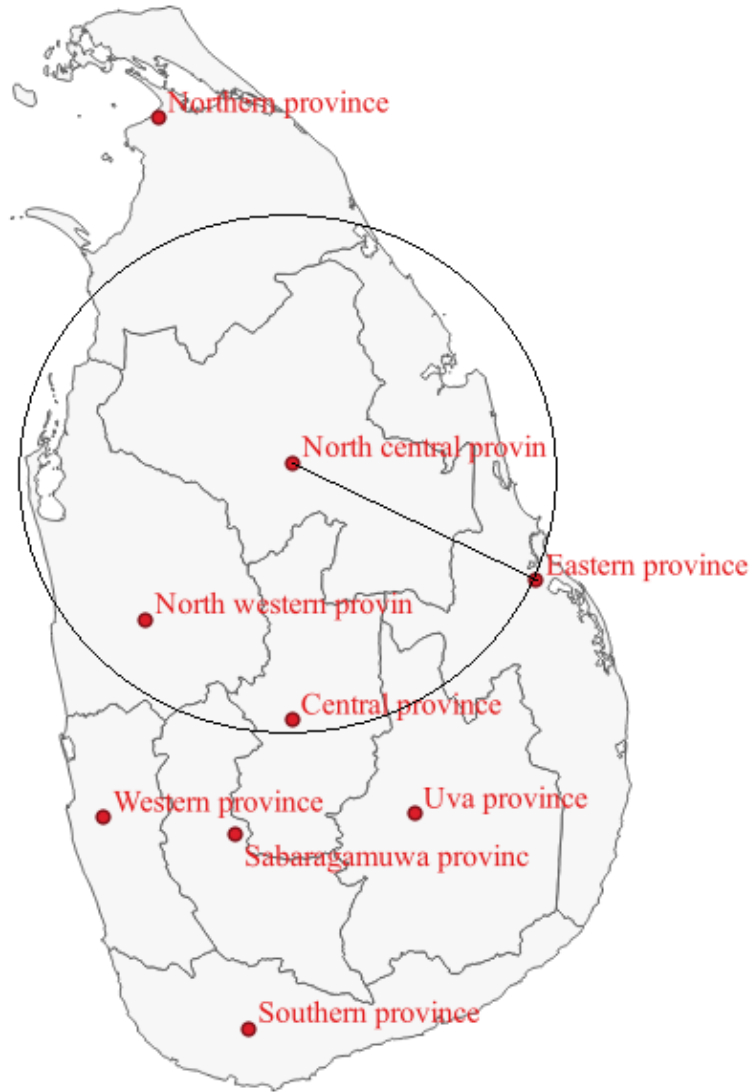 Northern province
North central provin
Eastern province
North western provin
Central province
Western province
Uva province
Sabaragamuwa provinc
Southern province